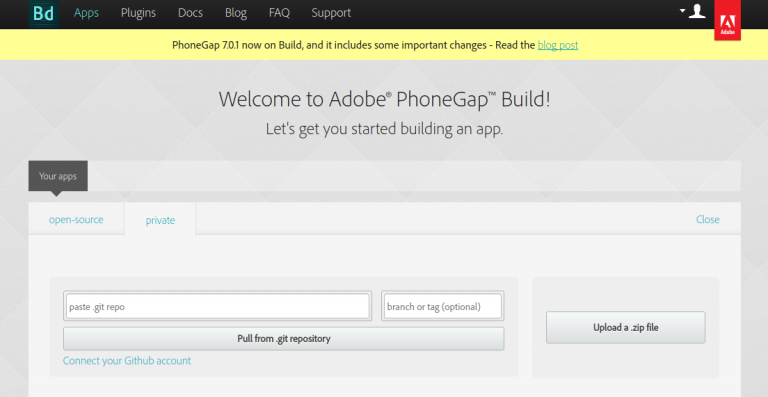 Bd Apps Plugins Docs Blog FAQ Support
Adobe
PhoneGap 7.0.1 now on Build, and it includes some important changes - Read the blog post
Welcome to Adobe® PhoneGap™ Build!
Let's get you started building an app.
Your apps
open-source private Close
paste .git repo branch or tag (optional)
Upload a .zip file
Pull from .git repository
Connect your Github account